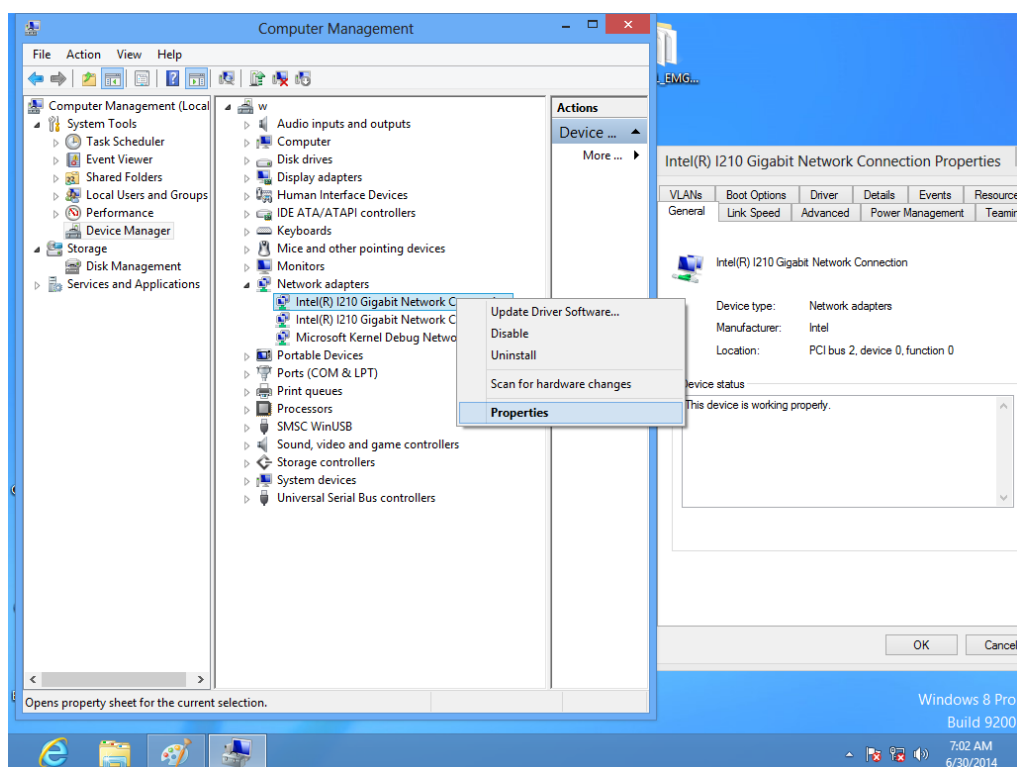 Computer Management
File Action View Help
Computer Management (Local
System Tools
Task Scheduler
Event Viewer
Shared Folders
Local Users and Groups
Performance
Device Manager
Storage
Disk Management
Services and Applications
w
Audio inputs and outputs
Computer
Disk drives
Display adapters
Human Interface Devices
IDE ATA/ATAPI controllers
Keyboards
Mice and other pointing devices
Monitors
Network adapters
Intel(R) I210 Gigabit Network C
Intel(R) I210 Gigabit Network C
Microsoft Kernel Debug Netwo
Portable Devices
Ports (COM & LPT)
Print queues
Processors
SMSC WinUSB
Sound, video and game controllers
Storage controllers
System devices
Universal Serial Bus controllers
Update Driver Software...
Disable
Uninstall
Scan for hardware changes
Properties
Actions
Device ...
More ...
Opens property sheet for the current selection.
_EMG...
Intel(R) I210 Gigabit Network Connection Properties
VLANs Boot Options Driver Details Events Resource
General Link Speed Advanced Power Management Teamin
Intel(R) I210 Gigabit Network Connection
Device type: Network adapters
Manufacturer: Intel
Location: PCI bus 2, device 0, function 0
Device status
This device is working properly.
OK Cancel
Windows 8 Pro
Build 9200
7:02 AM
6/30/2014